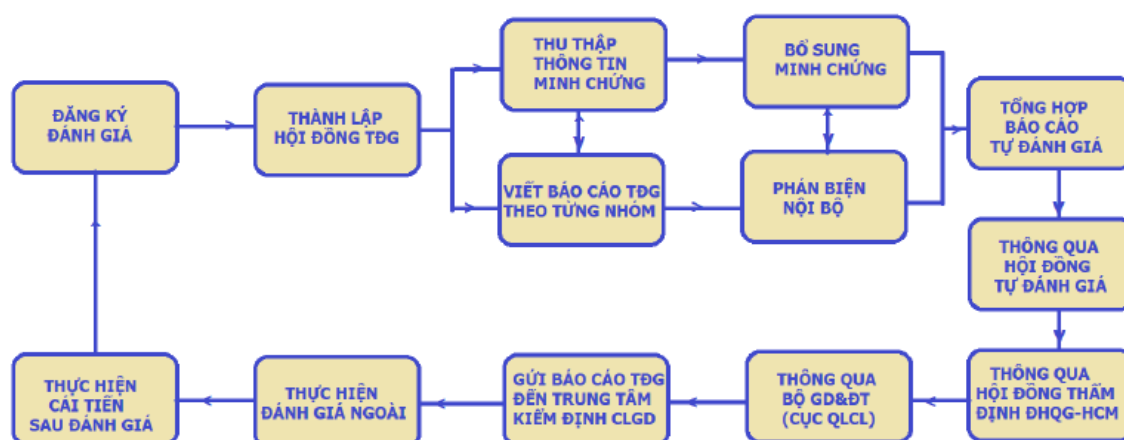 ĐĂNG KÝ
ĐÁNH GIÁ
THÀNH LẬP
HỘI ĐỒNG TĐG
THU THẬP
THÔNG TIN
MINH CHỨNG
VIẾT BÁO CÁO TĐG
THEO TỪNG NHÓM
BỔ SUNG
MINH CHỨNG
PHẢN BIỆN
NỘI BỘ
TỔNG HỢP
BÁO CÁO
TỰ ĐÁNH GIÁ
THÔNG QUA
HỘI ĐỒNG
TỰ ĐÁNH GIÁ
THÔNG QUA
HỘI ĐỒNG THẨM
ĐỊNH ĐHQG-HCM
THÔNG QUA
BỘ GD&ĐT
(CỤC QLCL)
GỬI BÁO CÁO TĐG
ĐẾN TRUNG TÂM
KIỂM ĐỊNH CLGD
THỰC HIỆN
ĐÁNH GIÁ NGOÀI
THỰC HIỆN
CẢI TIẾN
SAU ĐÁNH GIÁ